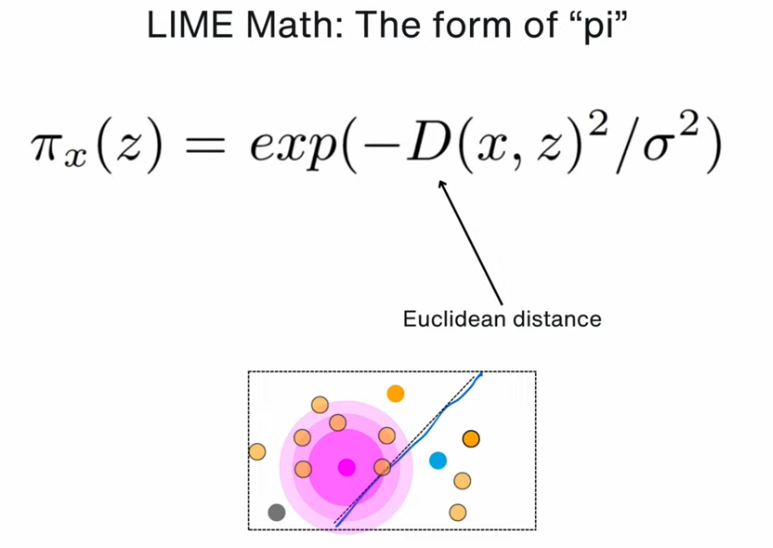 LIME Math: The form of “pi”
πₓ(z) = exp(−D(x, z)²/σ²)
Euclidean distance